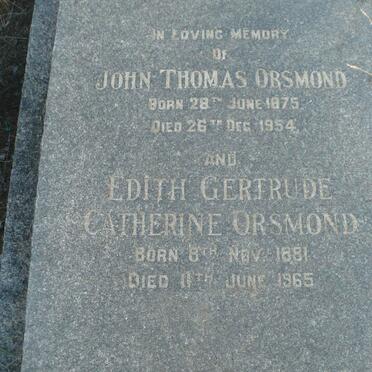 IN LOVING MEMORY
OF
JOHN THOMAS ORSMOND
BORN 28TH JUNE 1875
DIED 26TH DEC 1954
AND
EDITH GERTRUDE
CATHERINE ORSMOND
BORN 8TH NOV. 1881
DIED 11TH JUNE 1965